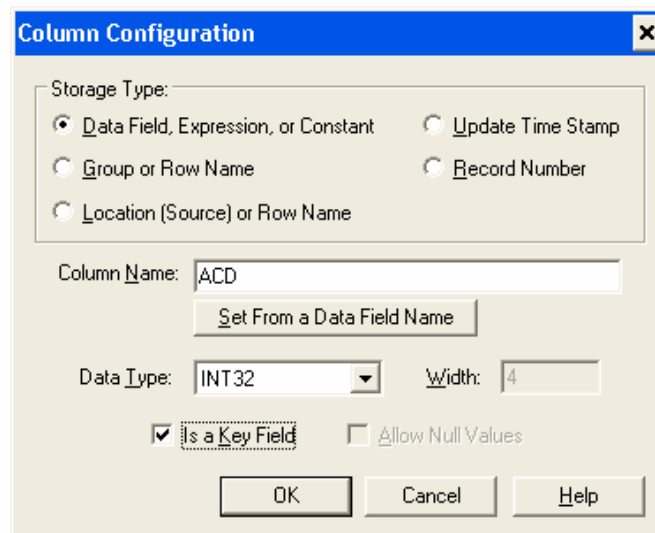 Column Configuration
Storage Type:
Data Field, Expression, or Constant
Update Time Stamp
Group or Row Name
Record Number
Location (Source) or Row Name
Column Name: ACD
Set From a Data Field Name
Data Type: INT32 Width: 4
Is a Key Field Allow Null Values
OK Cancel Help